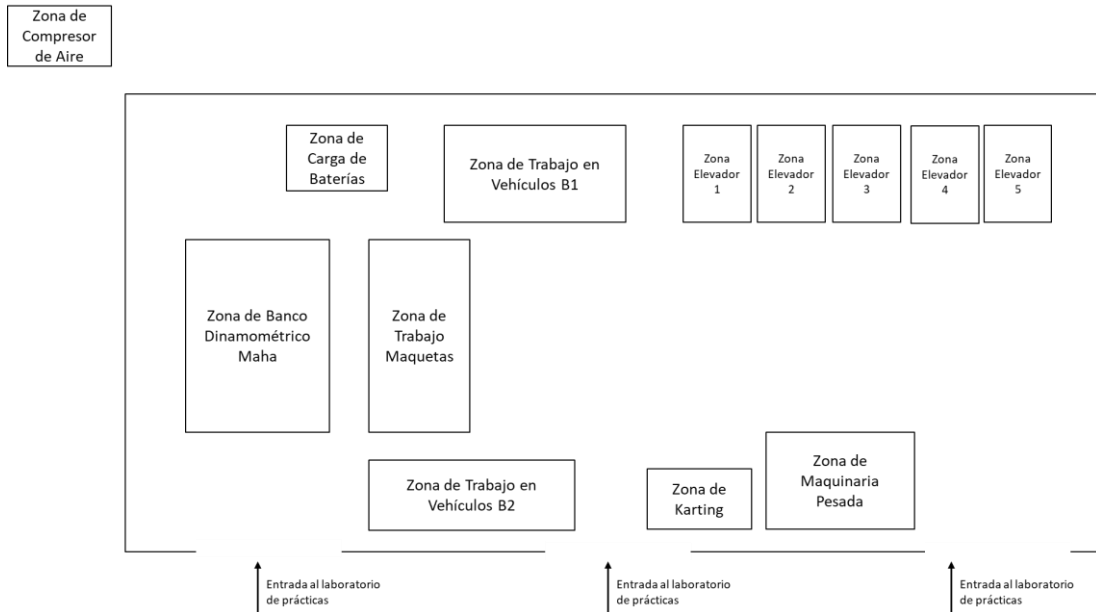 Zona de
Compresor
de Aire
Zona de
Carga de
Baterías
Zona de Trabajo en
Vehículos B1
Zona
Elevador
1
Zona
Elevador
2
Zona
Elevador
3
Zona
Elevador
4
Zona
Elevador
5
Zona de Banco
Dinamométrico
Maha
Zona de
Trabajo
Maquetas
Zona de Trabajo en
Vehículos B2
Zona de
Karting
Zona de
Maquinaria
Pesada
Entrada al laboratorio
de prácticas
Entrada al laboratorio
de prácticas
Entrada al laboratorio
de prácticas